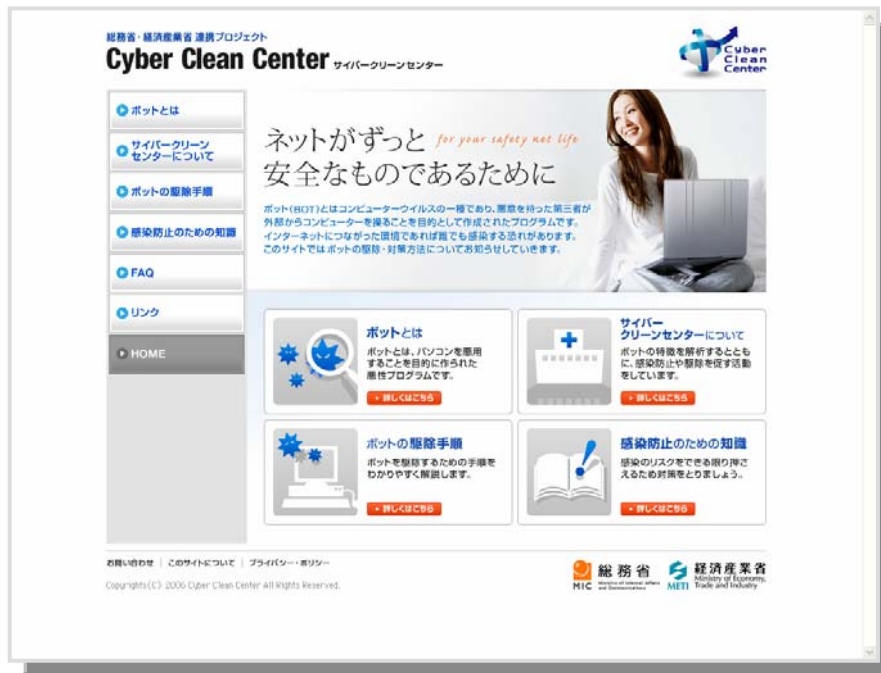 総務省・経済産業省 連携プロジェクト
Cyber Clean Center サイバークリーンセンター
Cyber
Clean
Center
ボットとは
サイバークリーン
センターについて
ボットの駆除手順
感染防止のための知識
FAQ
リンク
HOME
ネットがずっと for your safety net life
安全なものであるために
ボット(BOT)とはコンピューターウイルスの一種であり、悪意を持った第三者が
外部からコンピューターを操ることを目的として作成されたプログラムです。
インターネットにつながった環境であれば誰でも感染する恐れがあります。
このサイトではボットの駆除・対策方法についてお知らせしていきます。
ボットとは
ボットとは、パソコンを悪用
することを目的に作られた
悪性プログラムです。
詳しくはこちら
サイバー
クリーンセンターについて
ボットの特徴を解析するととも
に、感染防止や駆除を促す活動
をしています。
詳しくはこちら
ボットの駆除手順
ボットを駆除するための手順を
わかりやすく解説します。
詳しくはこちら
感染防止のための知識
感染のリスクをできる限り押さ
えるため対策をとりましょう。
詳しくはこちら
お問い合わせ | このサイトについて | プライバシー・ポリシー
Copyrights(C) 2006 Cyber Clean Center All Rights Reserved.
MIC 総務省 Ministry of Internal Affairs
and Communications
METI 経済産業省
Ministry of Economy,
Trade and Industry